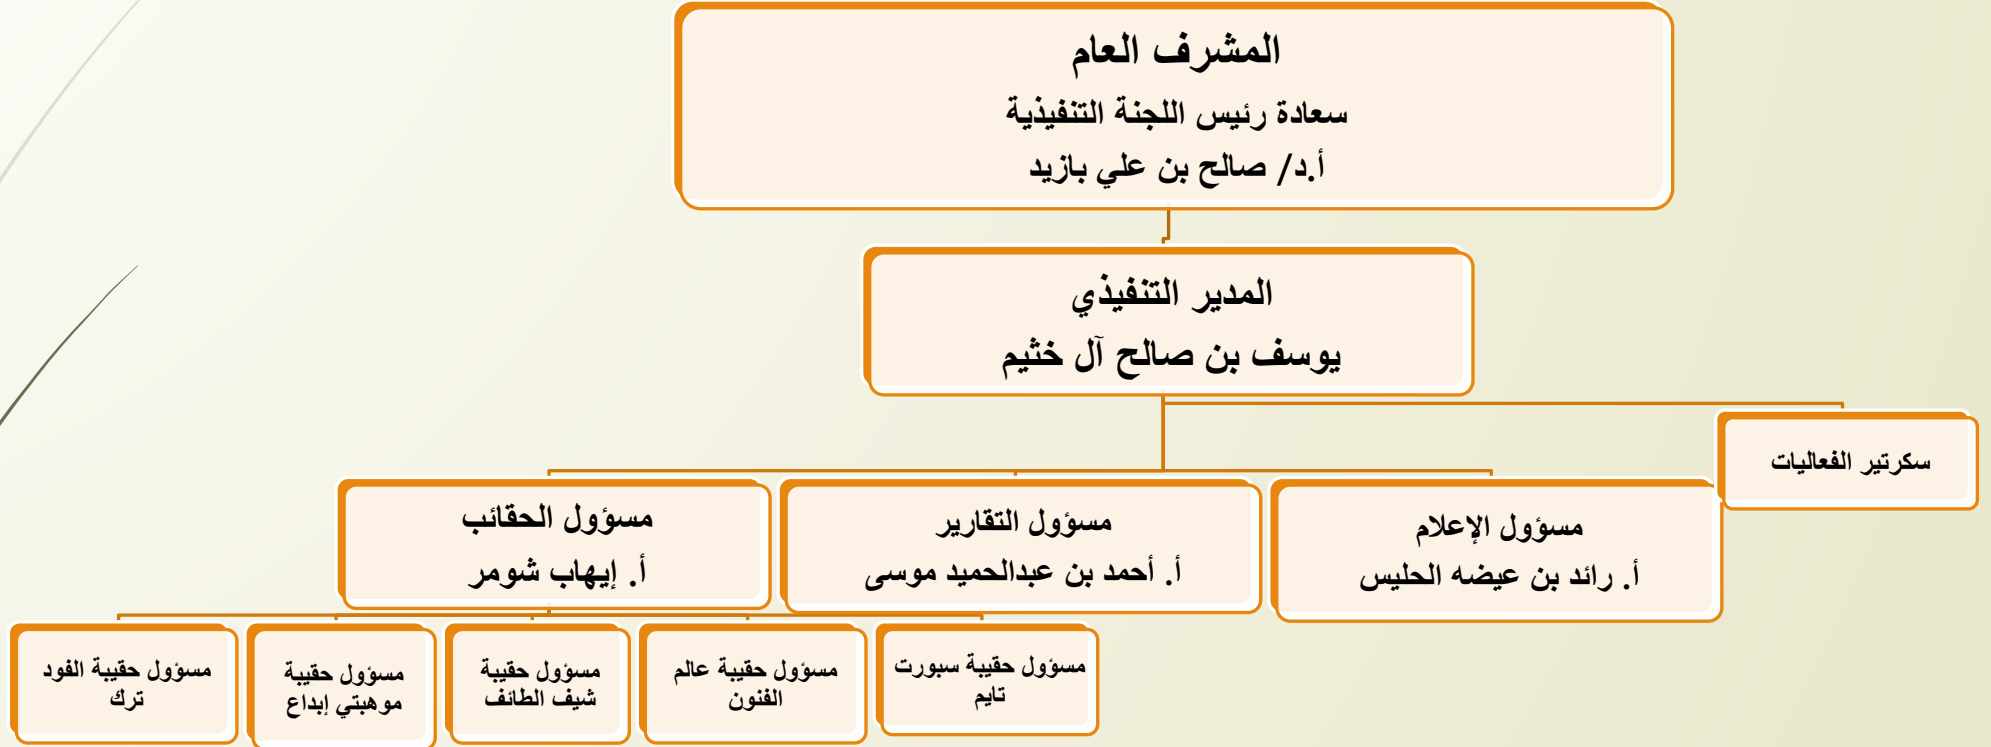 المشرف العام
سعادة رئيس اللجنة التنفيذية
أ.د/ صالح بن علي بازيد
المدير التنفيذي
يوسف بن صالح آل خثيم
سكرتير الفعاليات
مسؤول الإعلام
أ. رائد بن عيضه الحليس
مسؤول التقارير
أ. أحمد بن عبدالحميد موسى
مسؤول الحقائب
أ. إيهاب شومر
مسؤول حقيبة سبورت
تايم
مسؤول حقيبة عالم
الفنون
مسؤول حقيبة
شيف الطائف
مسؤول حقيبة
موهبتي إبداع
مسؤول حقيبة الفود
ترك